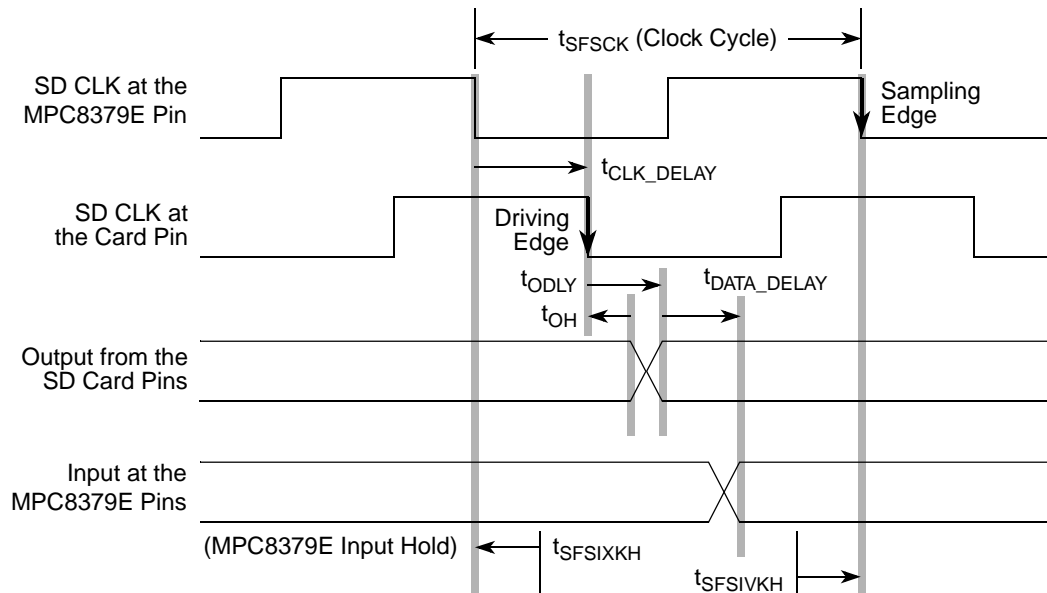 tSFSCK (Clock Cycle)
SD CLK at the
MPC8379E Pin
Sampling
Edge
tCLK_DELAY
SD CLK at
the Card Pin
Driving
Edge
tODLY
tDATA_DELAY
tOH
Output from the
SD Card Pins
Input at the
MPC8379E Pins
(MPC8379E Input Hold)
tSFSIXKH
tSFSIVKH